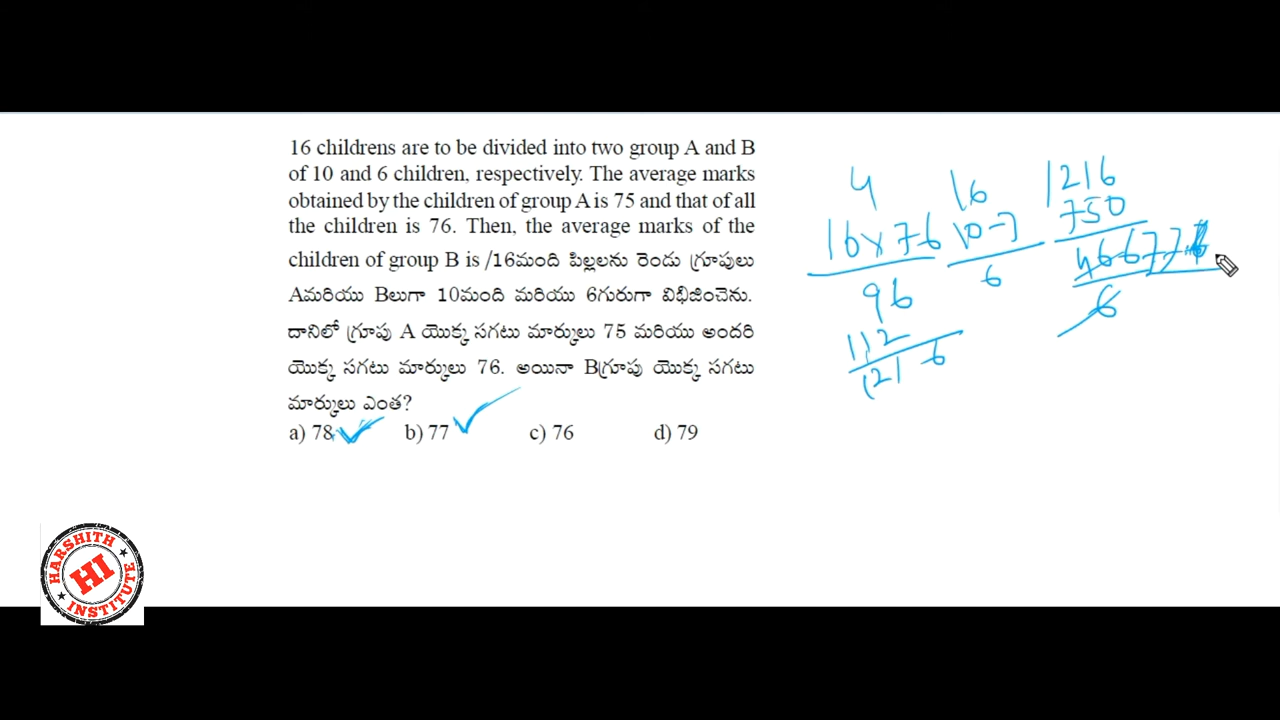 16 childrens are to be divided into two group A and B
of 10 and 6 children, respectively. The average marks
obtained by the children of group A is 75 and that of all
the children is 76. Then, the average marks of the
children of group B is /16మంది పిల్లలను రెండు గ్రూపులు
Aమరియు Bలుగా 10మంది మరియు 6గురుగా విభిజించెను.
దానిలో గ్రూపు A యొక్క సగటు మార్కులు 75 మరియు అందరి
యొక్క సగటు మార్కులు 76. అయినా Bగ్రూపు యొక్క సగటు
మార్కులు ఎంత?
a) 78 b) 77 c) 76 d) 79
4
16x76
96
112
1216
16
10
6
1216
750
466
6
HARSHITH
HI
INSTITUTE